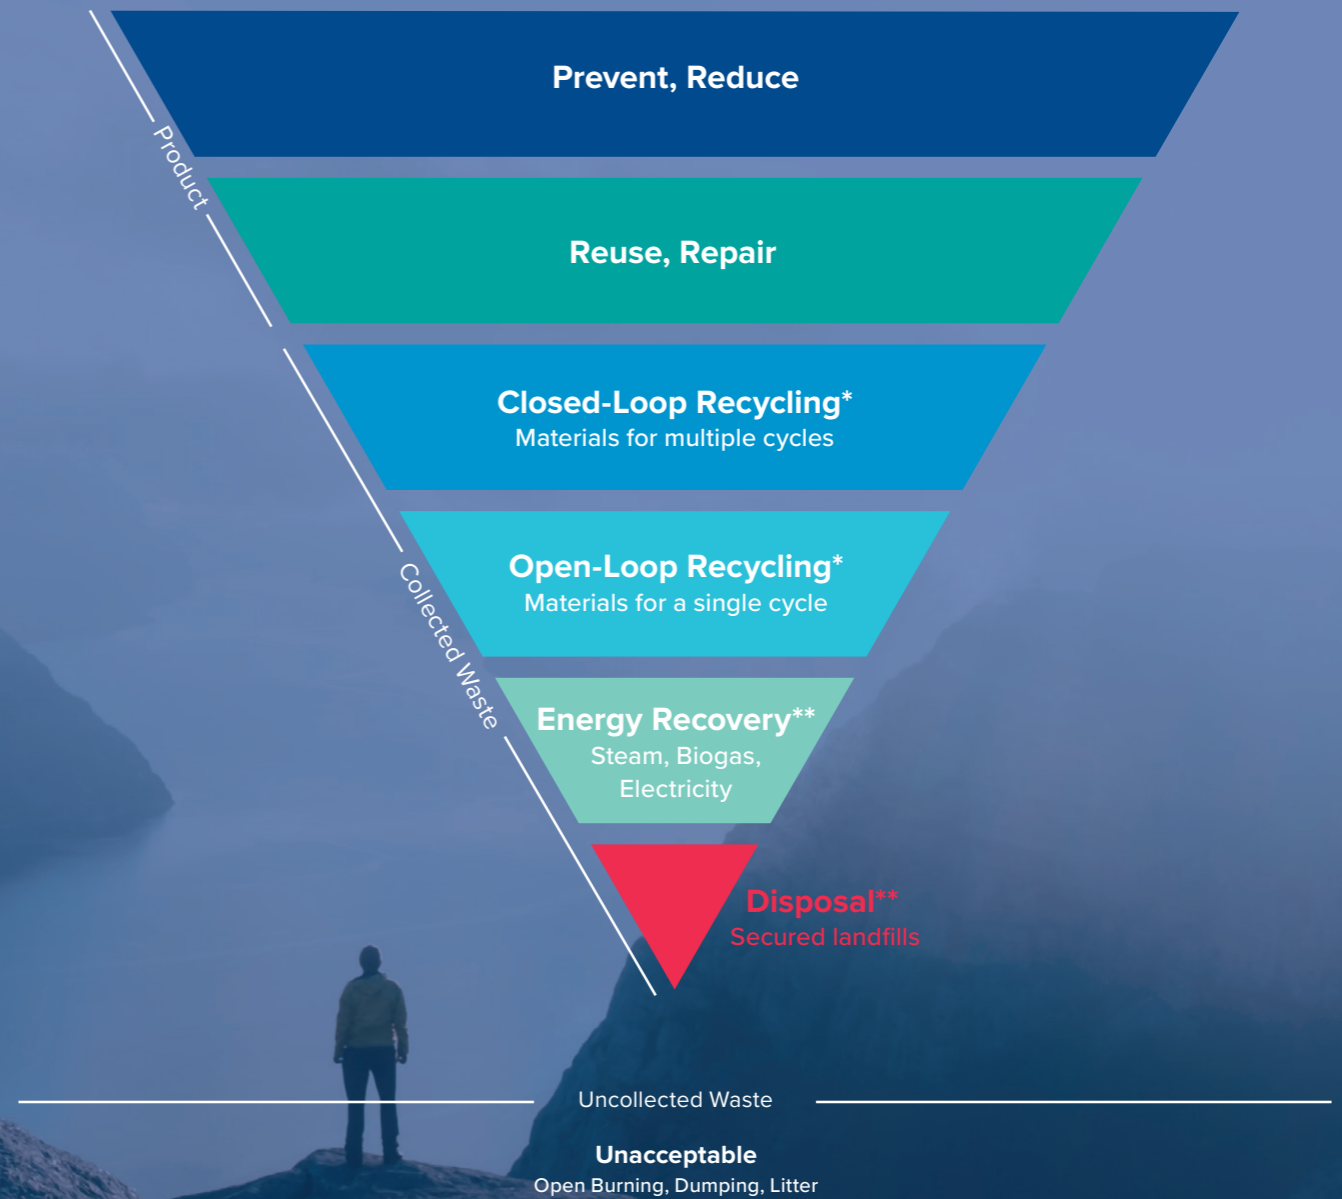 Prevent, Reduce
Product
Reuse, Repair
Closed-Loop Recycling*
Materials for multiple cycles
Open-Loop Recycling*
Materials for a single cycle
Collected Waste
Energy Recovery**
Steam, Biogas,
Electricity
Disposal**
Secured landfills
Uncollected Waste
Unacceptable
Open Burning, Dumping, Litter